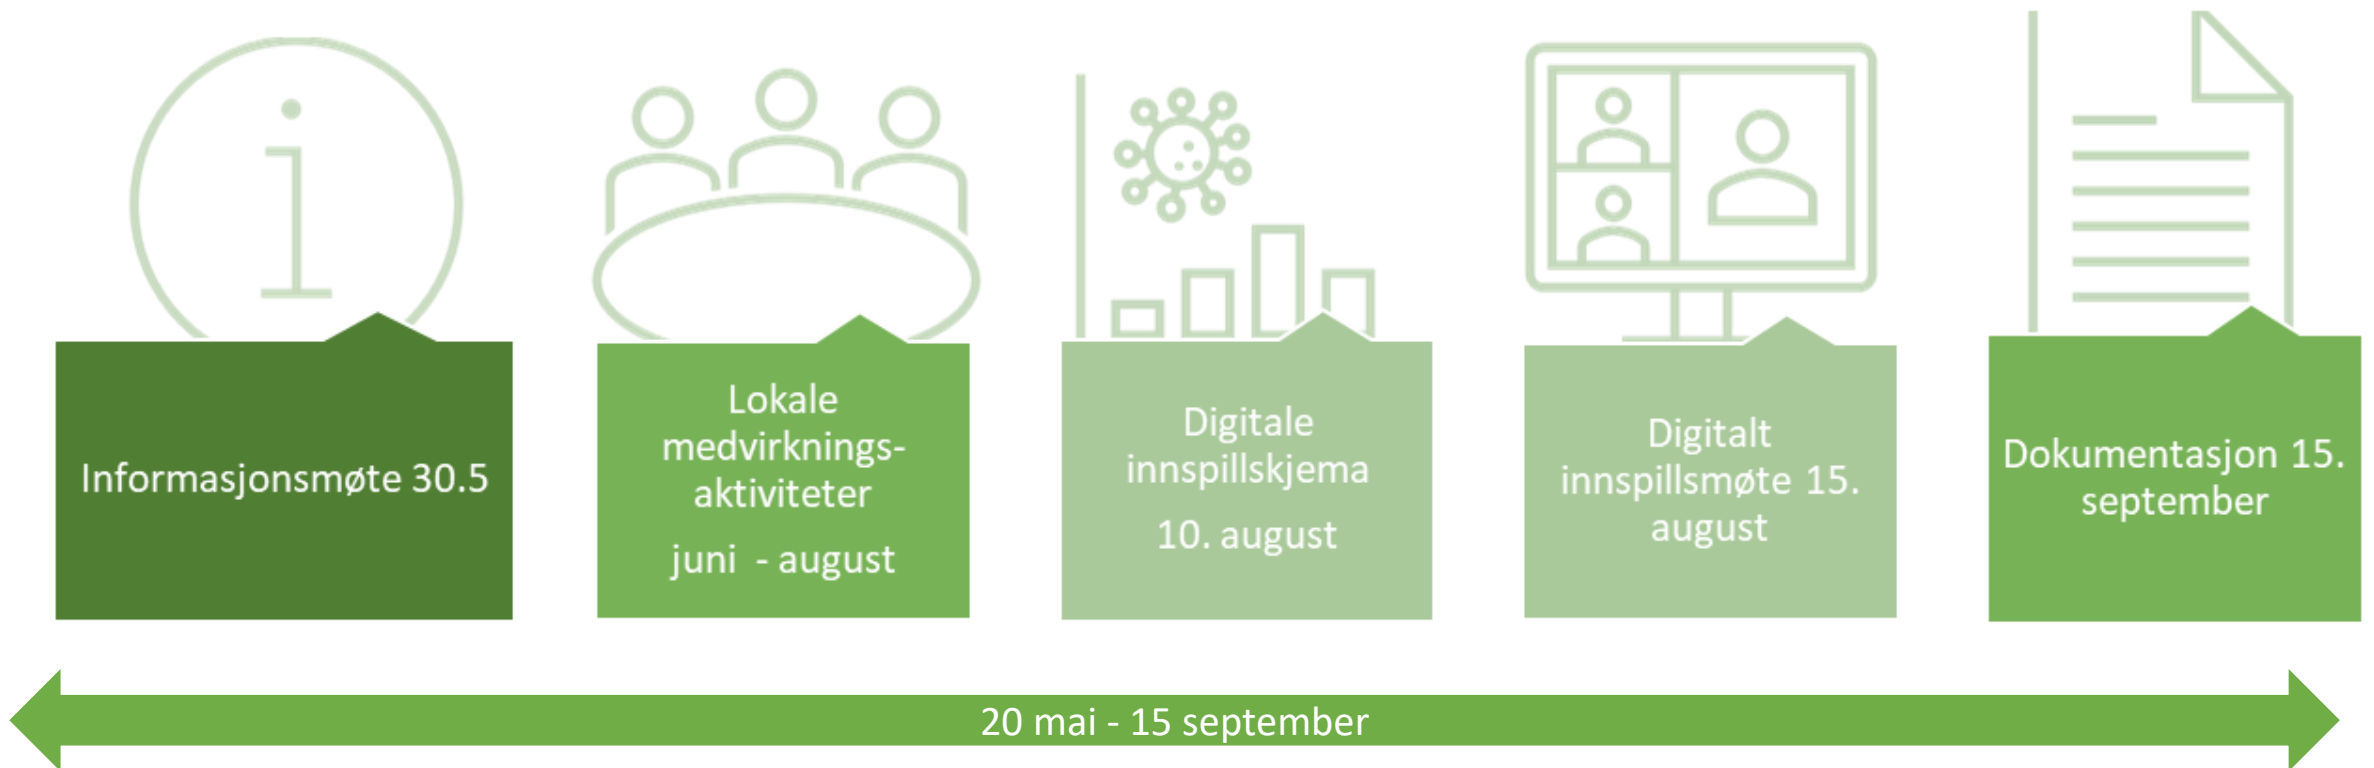 Informasjonsmøte 30.5
Lokale
medvirknings-
aktiviteter
juni - august
Digitale
innspillskjema
10. august
Digitalt
innspillsmøte 15.
august
Dokumentasjon 15.
september
20 mai - 15 september